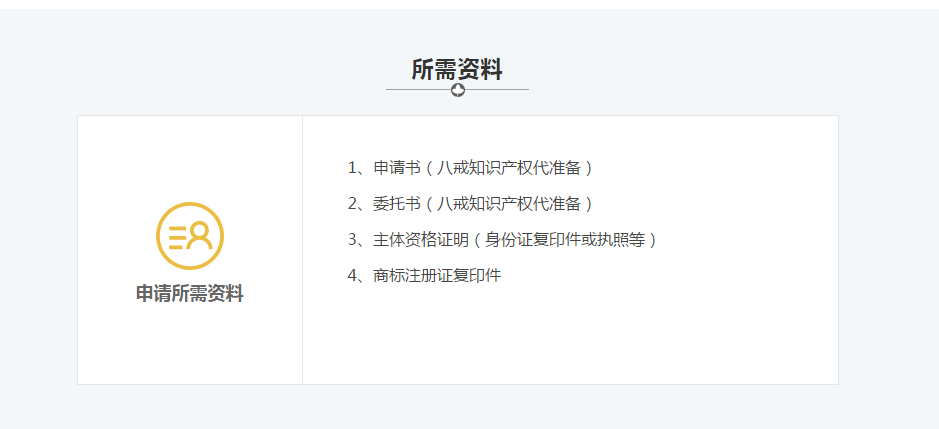 所需资料
申请所需资料
1、申请书（八戒知识产权代准备）
2、委托书（八戒知识产权代准备）
3、主体资格证明（身份证复印件或执照等）
4、商标注册证复印件